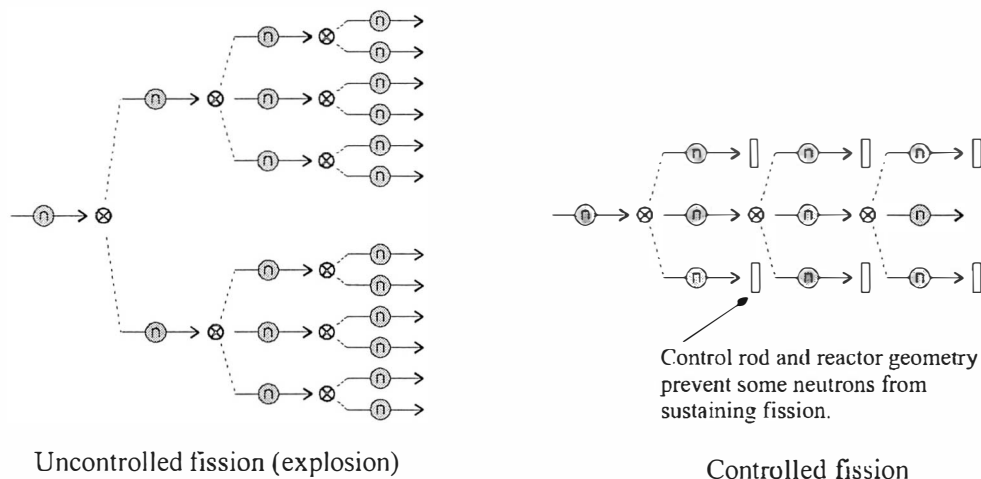 n
n
n
n
n n
n
n
n
n
n
n
n
n
n
n n
n
n
n
n
Uncontrolled fission (explosion)
n n n
n n n n
n n n
Control rod and reactor geometry
prevent some neutrons from
sustaining fission.
Controlled fission